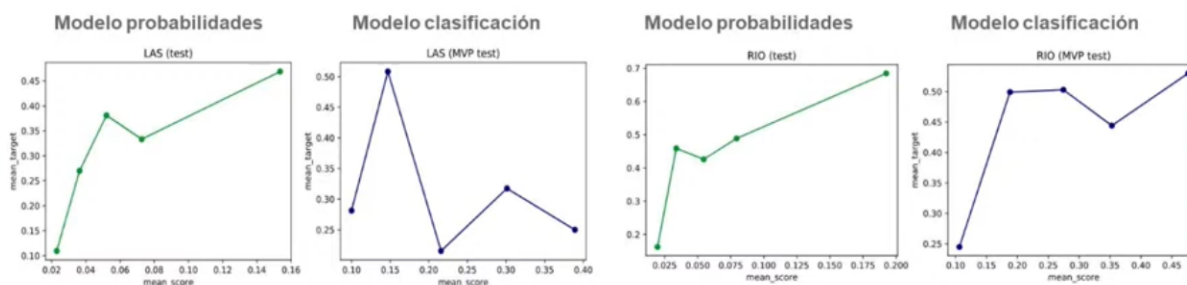 Modelo probabilidades
LAS (test)
mean_target
0.45
0.40
0.35
0.30
0.25
0.20
0.15
0.10
0.02 0.04 0.06 0.08 0.10 0.12 0.14 0.16
mean_score
Modelo clasificación
LAS (MVP test)
mean_target
0.50
0.45
0.40
0.35
0.30
0.25
0.10 0.15 0.20 0.25 0.30 0.35 0.40
mean_score
Modelo probabilidades
RIO (test)
mean_target
0.7
0.6
0.5
0.4
0.3
0.2
0.025 0.050 0.075 0.100 0.125 0.150 0.175 0.200
mean_score
Modelo clasificación
RIO (MVP test)
mean_target
0.50
0.45
0.40
0.35
0.30
0.25
0.10 0.15 0.20 0.25 0.30 0.35 0.40 0.45
mean_score